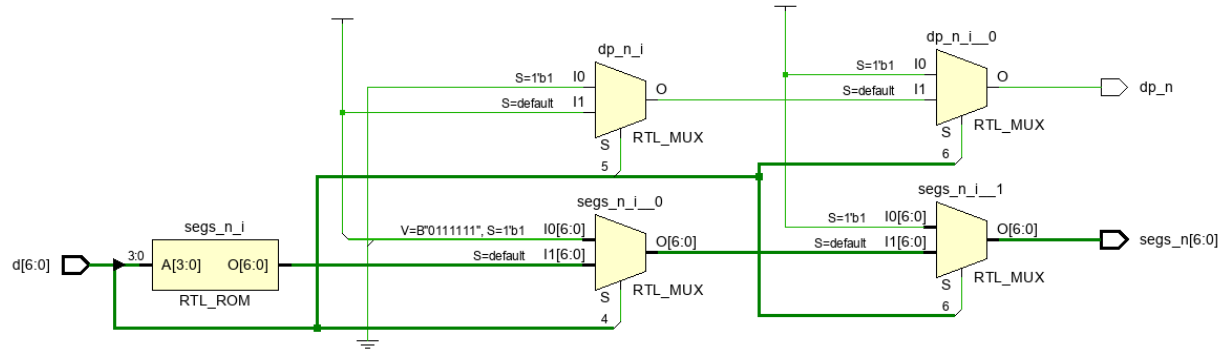 dp_n_i
S=1'b1
I0
S=default
I1
O
S
RTL_MUX
5
dp_n_i__0
S=1'b1
I0
S=default
I1
O
S
RTL_MUX
6
dp_n
d[6:0]
3:0
segs_n_i
A[3:0]
O[6:0]
RTL_ROM
segs_n_i__0
V=B"0111111", S=1'b1
I0[6:0]
S=default
I1[6:0]
O[6:0]
S
RTL_MUX
4
segs_n_i__1
S=1'b1
I0[6:0]
S=default
I1[6:0]
O[6:0]
S
RTL_MUX
6
segs_n[6:0]